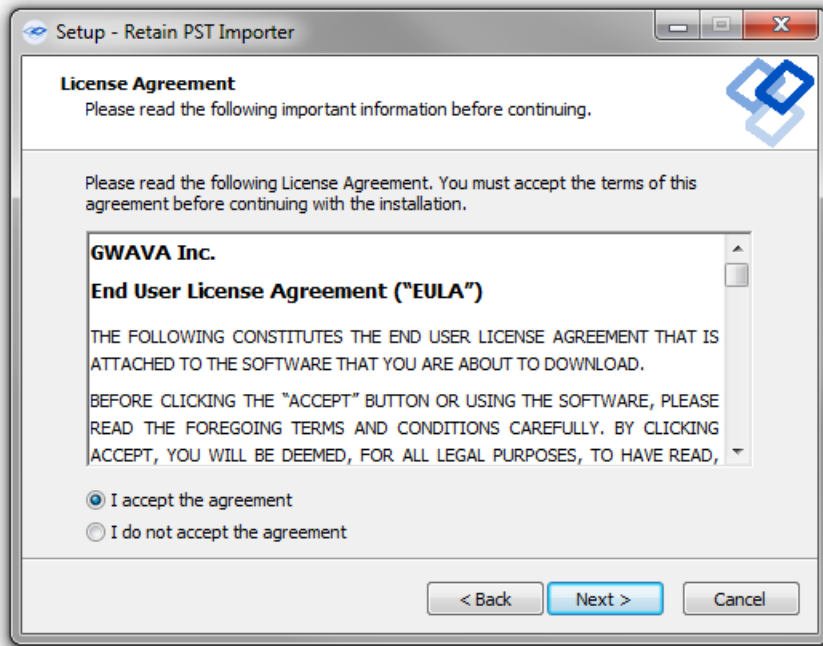 Setup - Retain PST Importer
License Agreement
Please read the following important information before continuing.
Please read the following License Agreement. You must accept the terms of this
agreement before continuing with the installation.
GWAVA Inc.
End User License Agreement (“EULA”)
THE FOLLOWING CONSTITUTES THE END USER LICENSE AGREEMENT THAT IS
ATTACHED TO THE SOFTWARE THAT YOU ARE ABOUT TO DOWNLOAD.
BEFORE CLICKING THE “ACCEPT” BUTTON OR USING THE SOFTWARE, PLEASE
READ THE FOREGOING TERMS AND CONDITIONS CAREFULLY. BY CLICKING
ACCEPT, YOU WILL BE DEEMED, FOR ALL LEGAL PURPOSES, TO HAVE READ,
I accept the agreement
I do not accept the agreement
< Back Next > Cancel